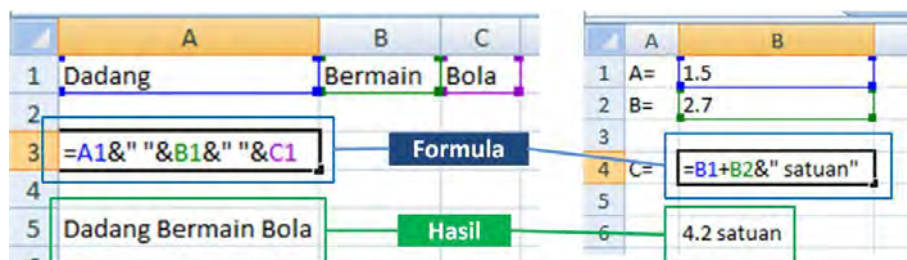 A B C
1 Dadang Bermain Bola
2
3 =A1&" "&B1&" "&C1
4
5 Dadang Bermain Bola
Formula
Hasil
A B
1 A= 1.5
2 B= 2.7
3
4 C= =B1+B2&" satuan"
5
6 4.2 satuan